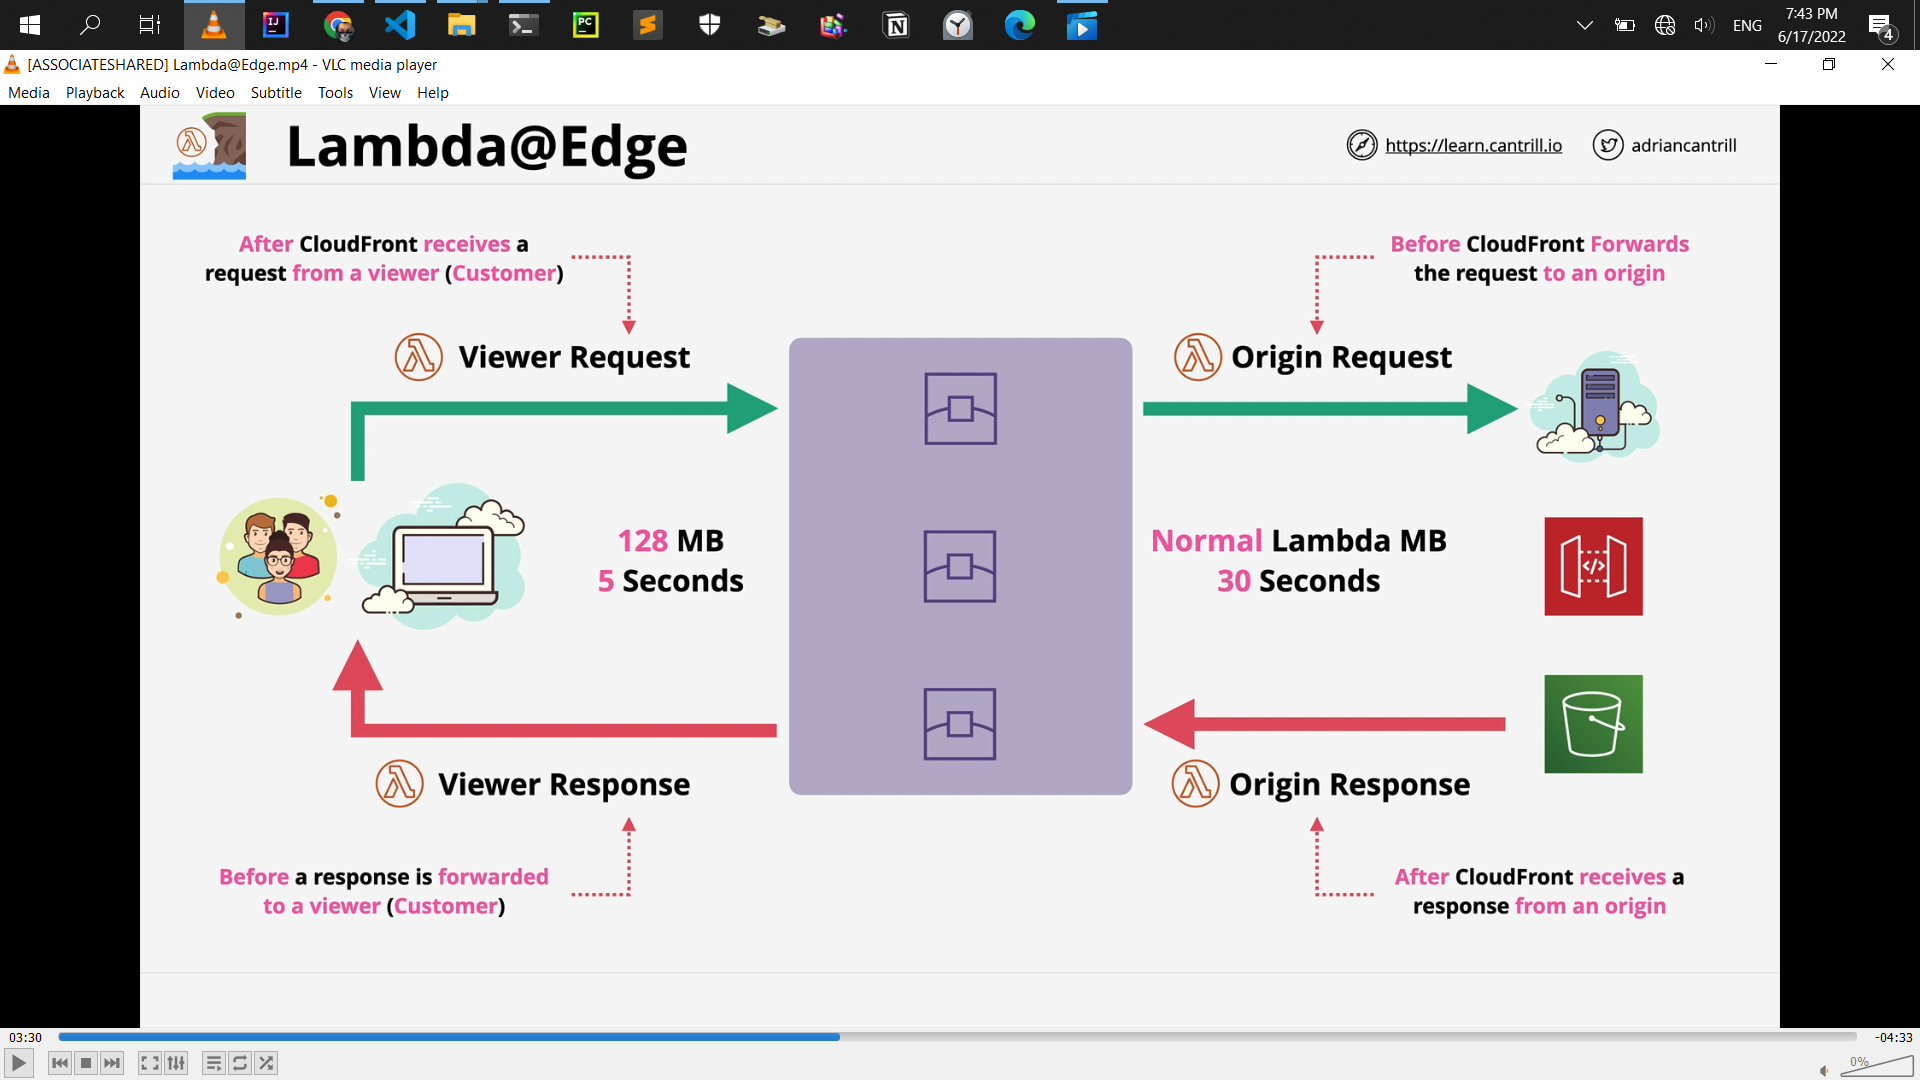 ENG
7:43 PM
6/17/2022
4
[ASSOCIATESHARED] Lambda@Edge.mp4 - VLC media player
Media Playback Audio Video Subtitle Tools View Help
Lambda@Edge
https://learn.cantrill.io
adriancantrill
After CloudFront receives a
request from a viewer (Customer)
Before CloudFront Forwards
the request to an origin
Viewer Request
Origin Request
128 MB
5 Seconds
Normal Lambda MB
30 Seconds
Viewer Response
Origin Response
Before a response is forwarded
to a viewer (Customer)
After CloudFront receives a
response from an origin
03:30
-04:33
0%